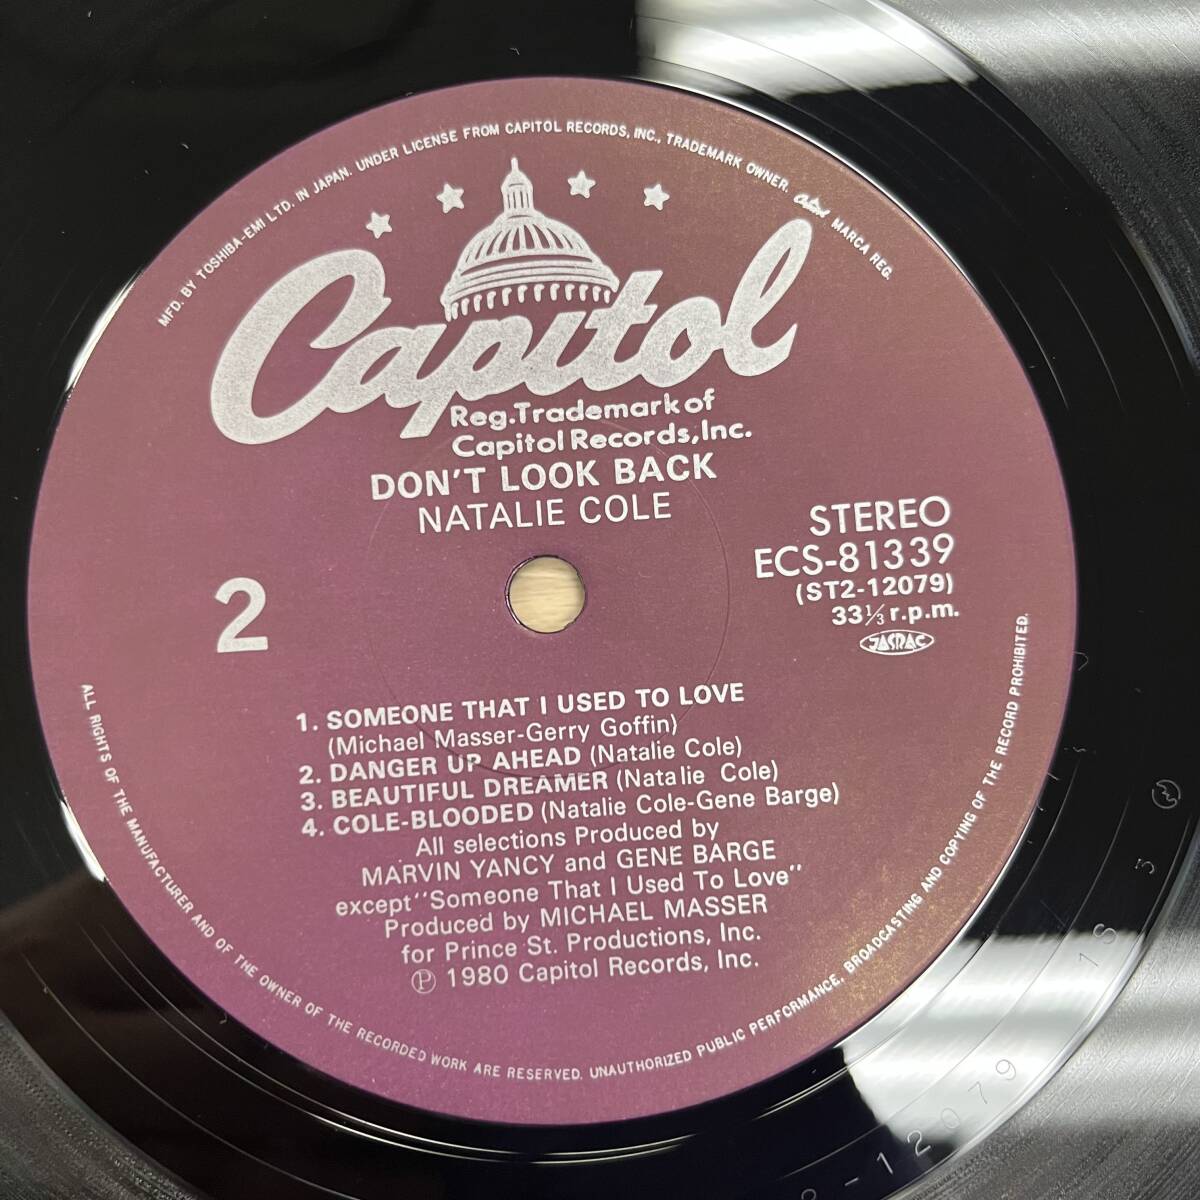 MFD. BY TOSHIBA-EMI LTD. IN JAPAN. UNDER LICENSE FROM CAPITOL RECORDS, INC., TRADEMARK OWNER. Capitol MARCA REG.
Capitol
Reg.Trademark of
Capitol Records,Inc.
DON'T LOOK BACK
NATALIE COLE
STEREO
ECS-81339
(ST2-12079)
33⅓ r.p.m.
JASRAC
2
1. SOMEONE THAT I USED TO LOVE
(Michael Masser-Gerry Goffin)
2. DANGER UP AHEAD (Natalie Cole)
3. BEAUTIFUL DREAMER (Natalie Cole)
4. COLE-BLOODED (Natalie Cole-Gene Barge)
All selections Produced by
MARVIN YANCY and GENE BARGE
except "Someone That I Used To Love"
Produced by MICHAEL MASSER
for Prince St. Productions, Inc.
Ⓟ 1980 Capitol Records, Inc.
ALL RIGHTS OF THE MANUFACTURER AND OF THE OWNER OF THE RECORDED WORK ARE RESERVED. UNAUTHORIZED PUBLIC PERFORMANCE, BROADCASTING AND COPYING OF THE RECORD PROHIBITED.
-12079
1S
3